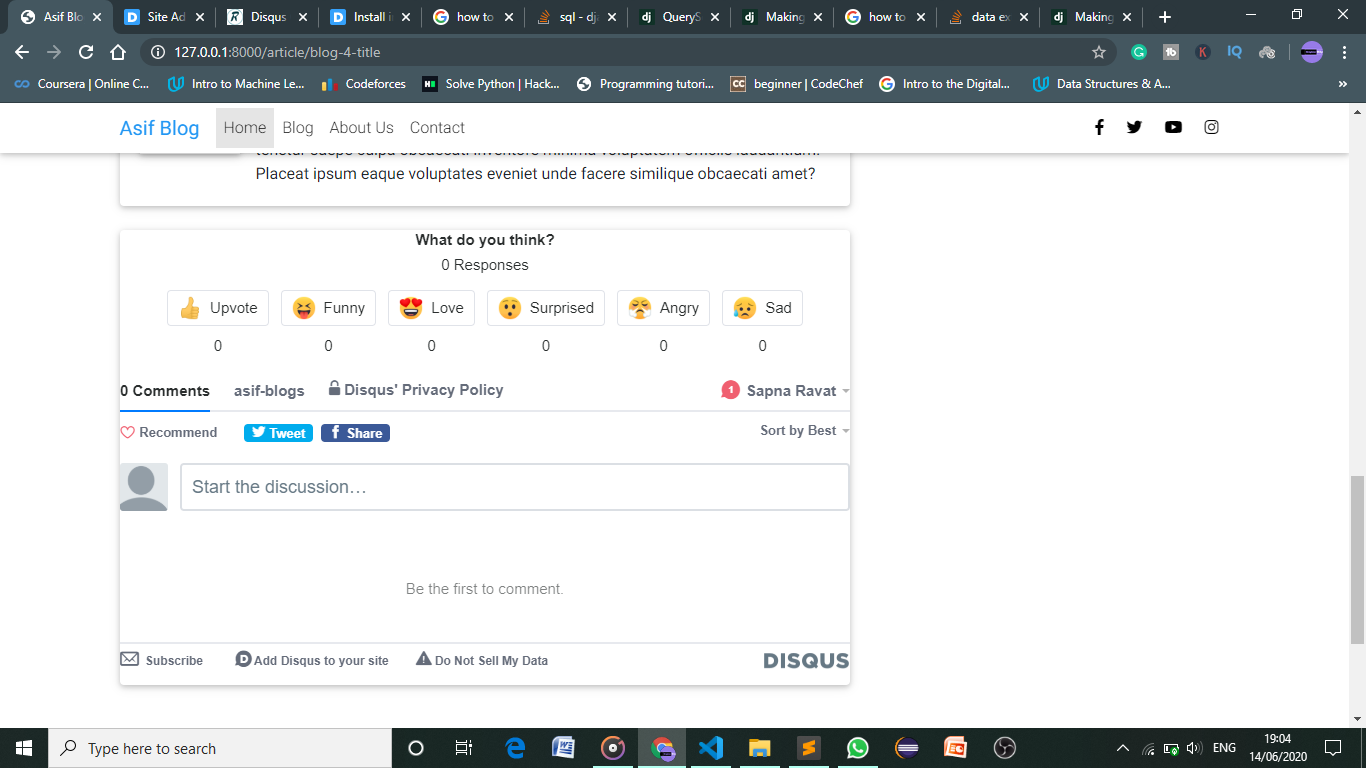 Asif Blo
Site Ad
Disqus
Install i
how to
sql - dja
QueryS
Making
how to
data ex
Making
127.0.0.1:8000/article/blog-4-title
Coursera | Online C...
Intro to Machine Le...
Codeforces
Solve Python | Hack...
Programming tutori...
beginner | CodeChef
Intro to the Digital...
Data Structures & A...
»
Asif Blog Home Blog About Us Contact
Placeat ipsum eaque voluptates eveniet unde facere similique obcaecati amet?
What do you think?
0 Responses
Upvote Funny Love Surprised Angry Sad
0 0 0 0 0 0
0 Comments asif-blogs Disqus' Privacy Policy 1 Sapna Ravat
Recommend Tweet Share Sort by Best
Start the discussion…
Be the first to comment.
Subscribe Add Disqus to your site Do Not Sell My Data DISQUS
Type here to search
ENG
19:04
14/06/2020